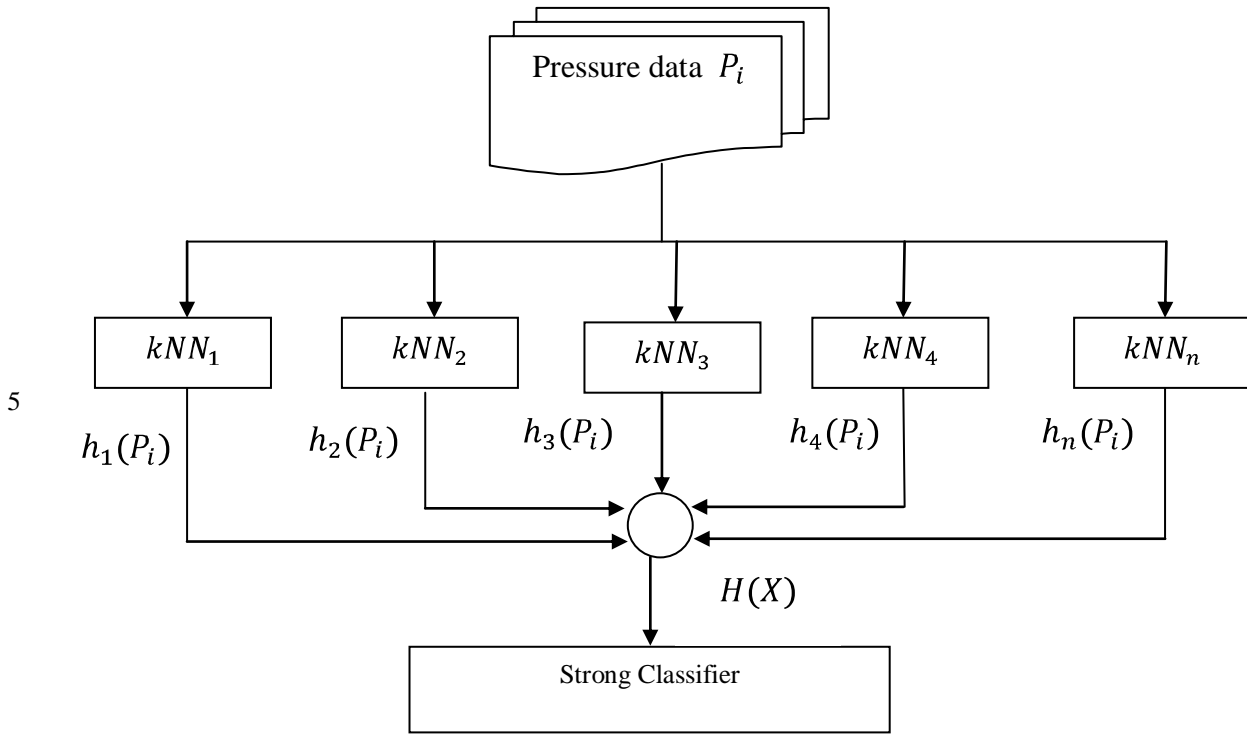 Pressure data P_i
kNN_1
kNN_2
kNN_3
kNN_4
kNN_n
5
h_1(P_i)
h_2(P_i)
h_3(P_i)
h_4(P_i)
h_n(P_i)
H(X)
Strong Classifier